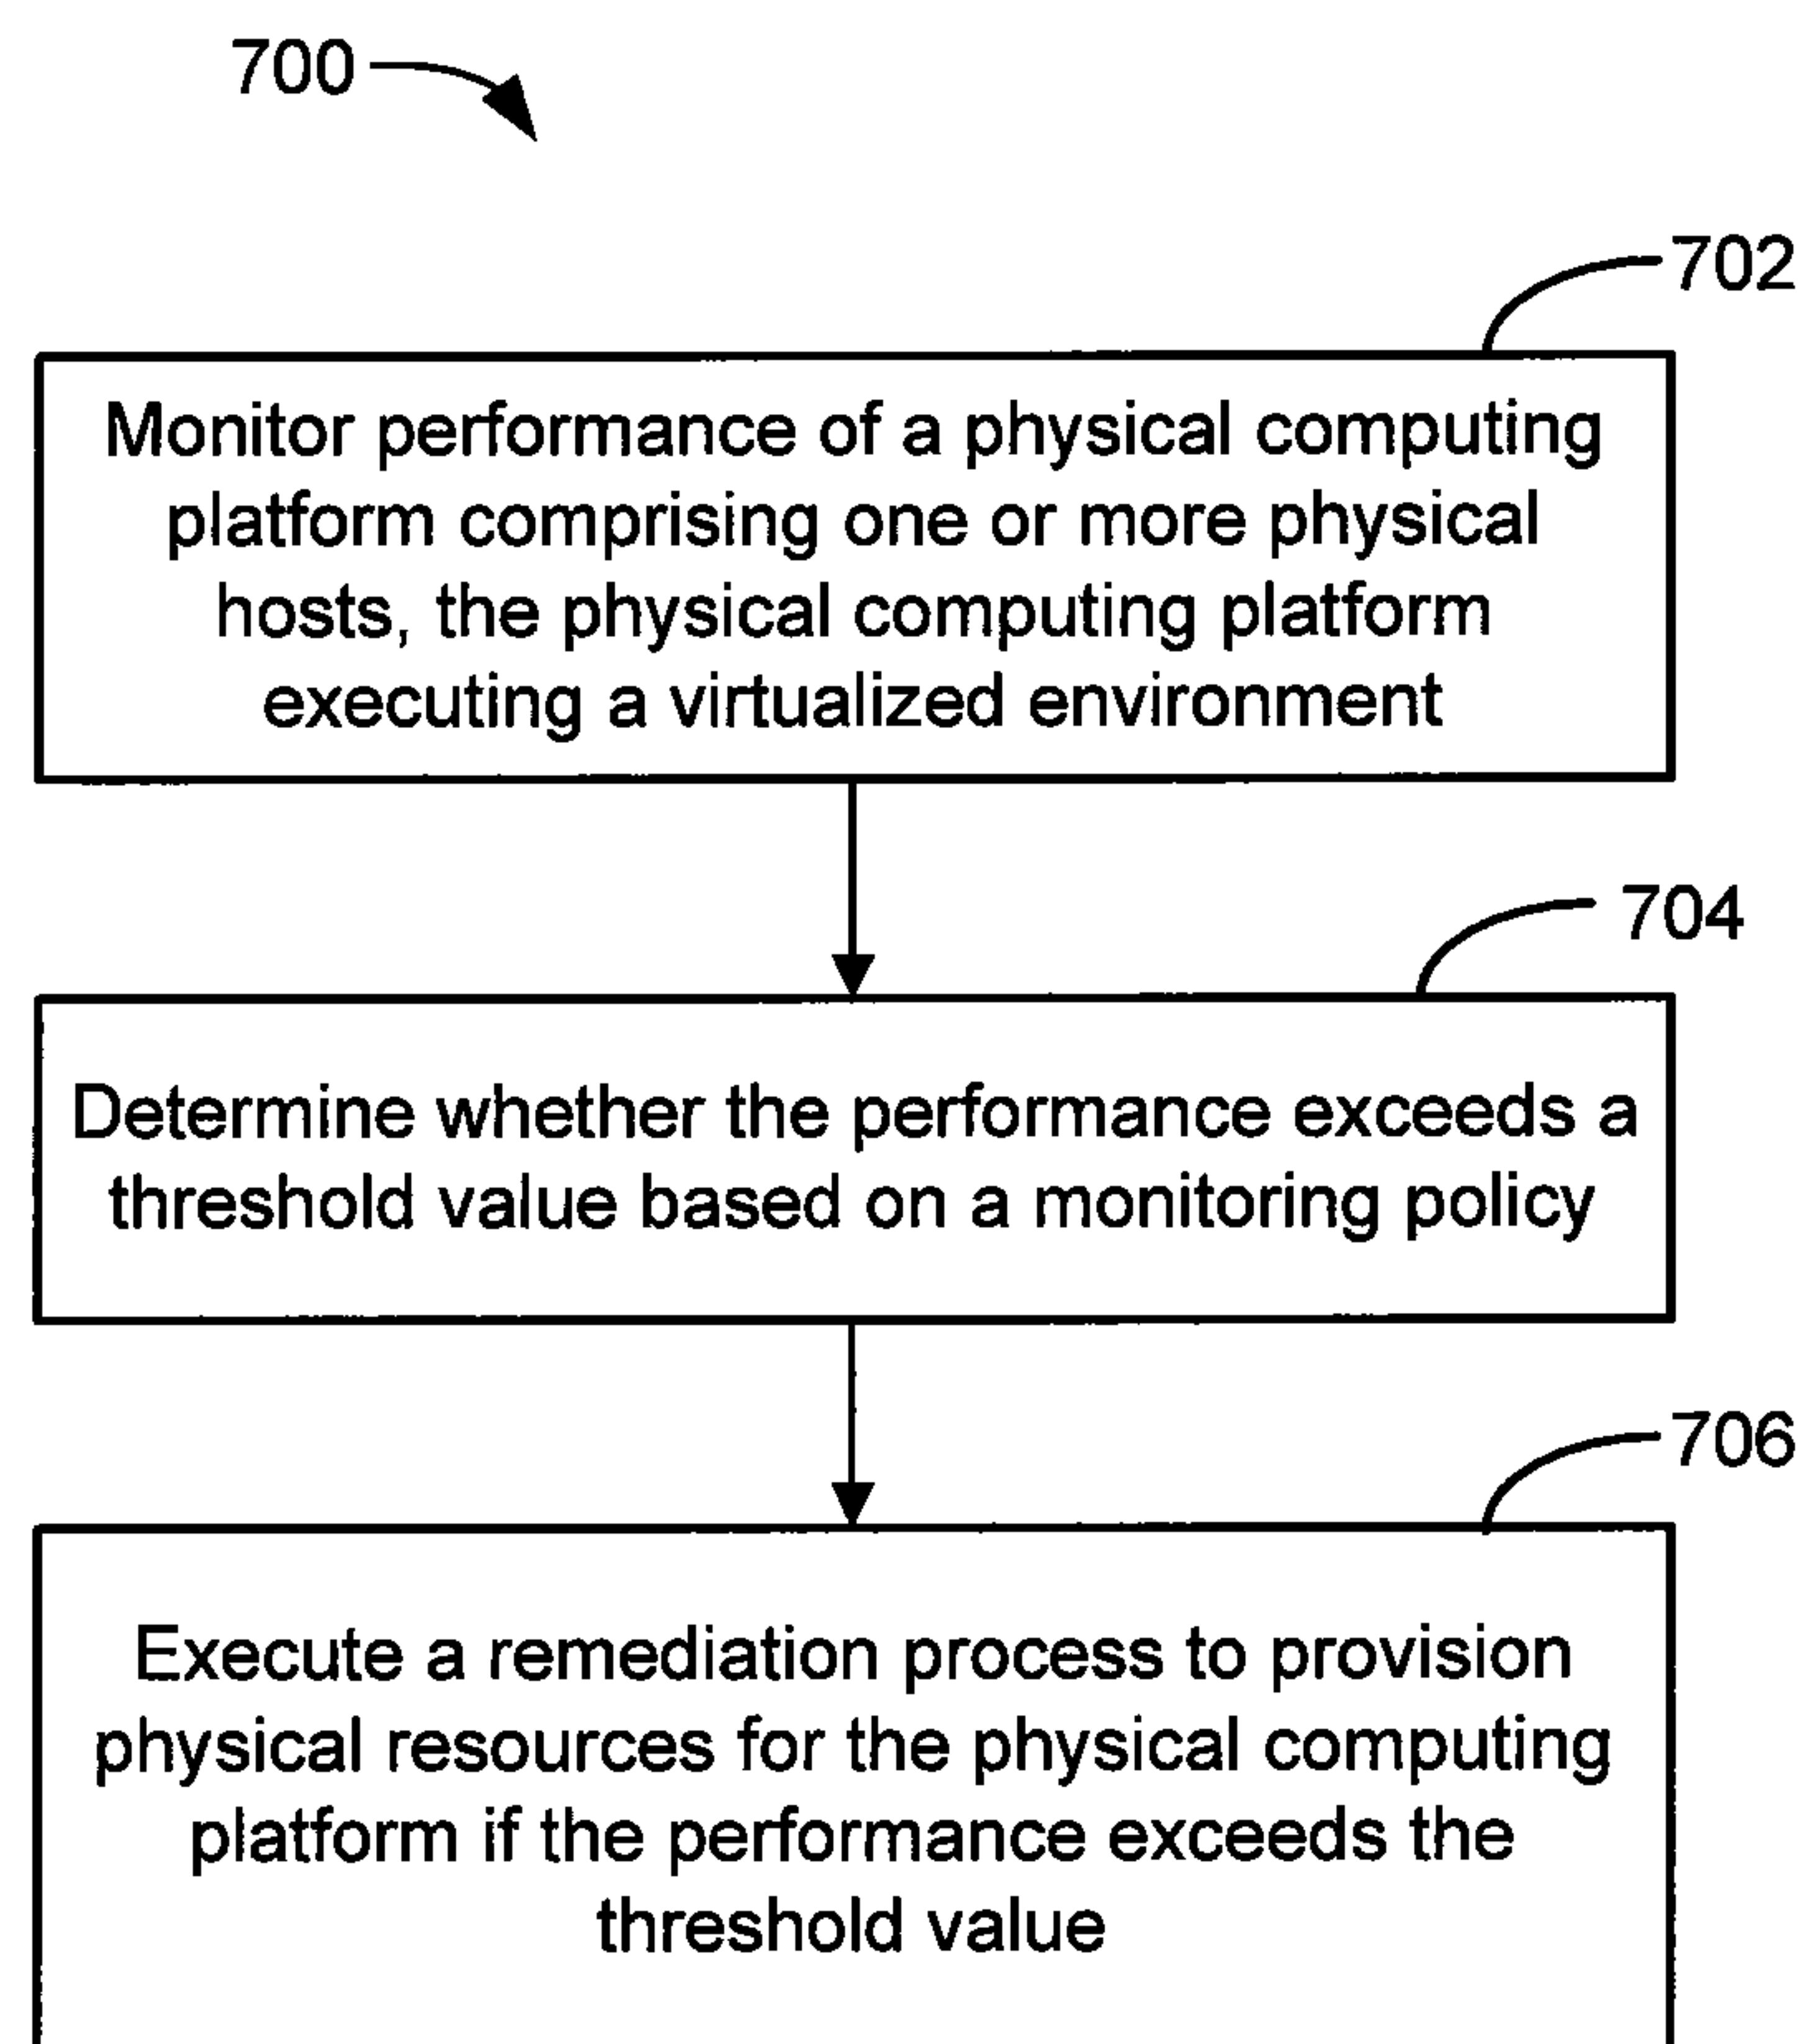 700
702
Monitor performance of a physical computing
platform comprising one or more physical
hosts, the physical computing platform
executing a virtualized environment
704
Determine whether the performance exceeds a
threshold value based on a monitoring policy
706
Execute a remediation process to provision
physical resources for the physical computing
platform if the performance exceeds the
threshold value